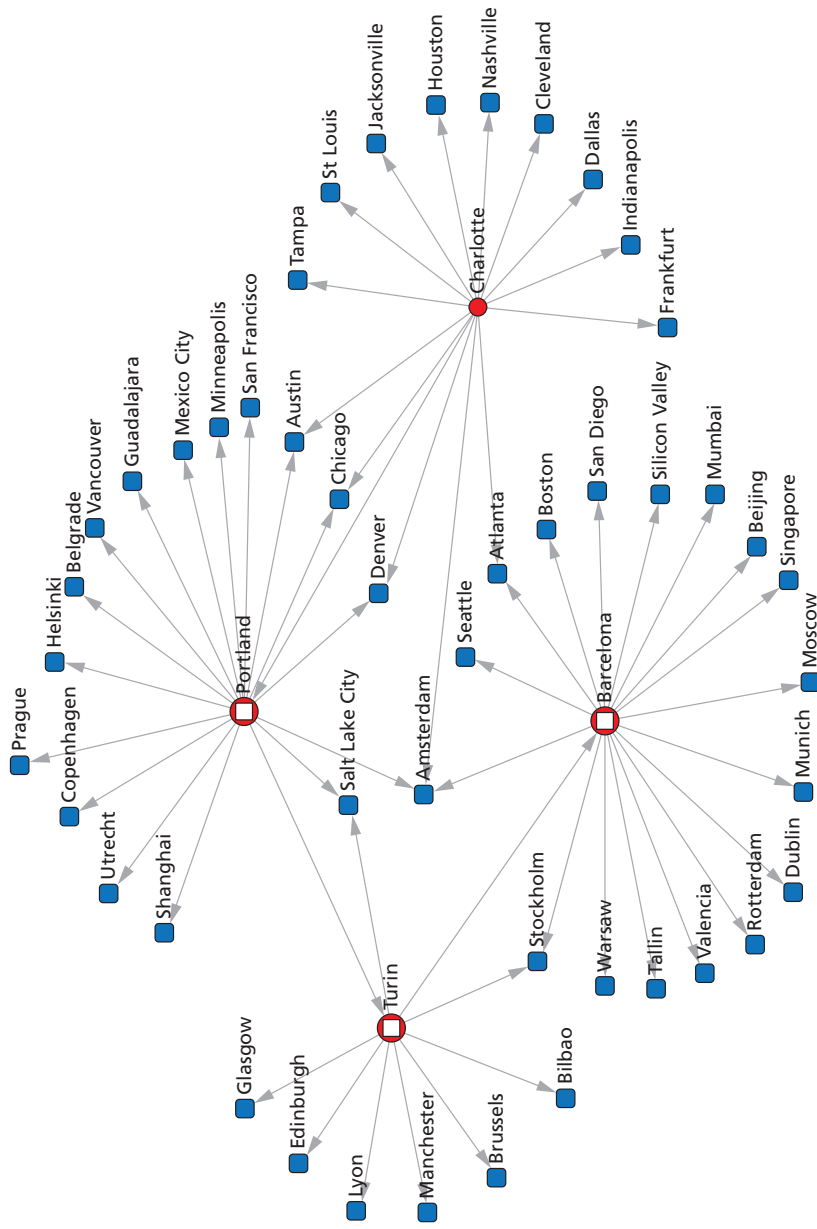 Nashville
Houston
Cleveland
Jacksonville
St Louis
Dallas
Indianapolis
Tampa
Charlotte
Frankfurt
San Francisco
Minneapolis
Mexico City
Guadalajara
Austin
Chicago
Vancouver
Belgrade
Denver
Helsinki
Portland
Prague
Copenhagen
Utrecht
Shanghai
Salt Lake City
Amsterdam
Seattle
Atlanta
Boston
San Diego
Silicon Valley
Mumbai
Beijing
Singapore
Moscow
Barcelona
Munich
Dublin
Rotterdam
Valencia
Tallin
Warsaw
Stockholm
Turin
Glasgow
Edinburgh
Lyon
Manchester
Brussels
Bilbao